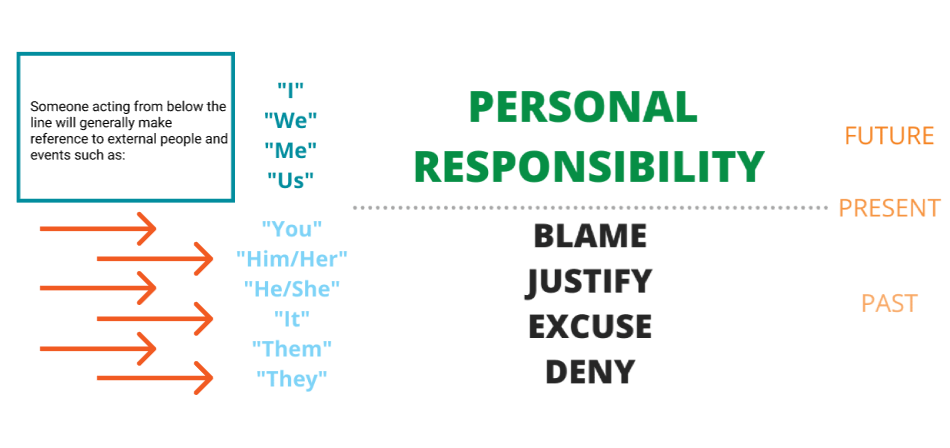 Someone acting from below the
line will generally make
reference to external people and
events such as:
"I"
"We"
"Me"
"Us"
"You"
"Him/Her"
"He/She"
"It"
"Them"
"They"
PERSONAL
RESPONSIBILITY
BLAME
JUSTIFY
EXCUSE
DENY
FUTURE
PRESENT
PAST